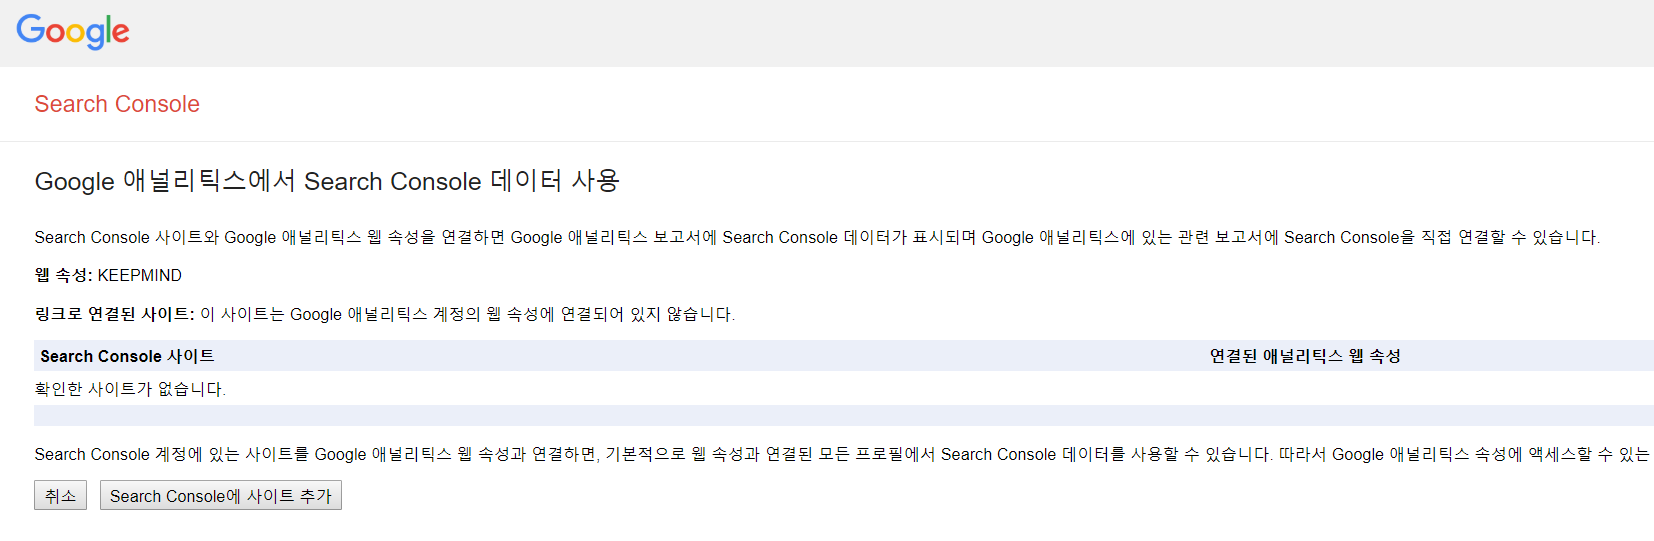 Google
Search Console
Google 애널리틱스에서 Search Console 데이터 사용
Search Console 사이트와 Google 애널리틱스 웹 속성을 연결하면 Google 애널리틱스 보고서에 Search Console 데이터가 표시되며 Google 애널리틱스에 있는 관련 보고서에 Search Console을 직접 연결할 수 있습니다.
웹 속성: KEEPMIND
링크로 연결된 사이트: 이 사이트는 Google 애널리틱스 계정의 웹 속성에 연결되어 있지 않습니다.
Search Console 사이트 연결된 애널리틱스 웹 속성
확인한 사이트가 없습니다.
Search Console 계정에 있는 사이트를 Google 애널리틱스 웹 속성과 연결하면, 기본적으로 웹 속성과 연결된 모든 프로필에서 Search Console 데이터를 사용할 수 있습니다. 따라서 Google 애널리틱스 속성에 액세스할 수 있는
취소 Search Console에 사이트 추가